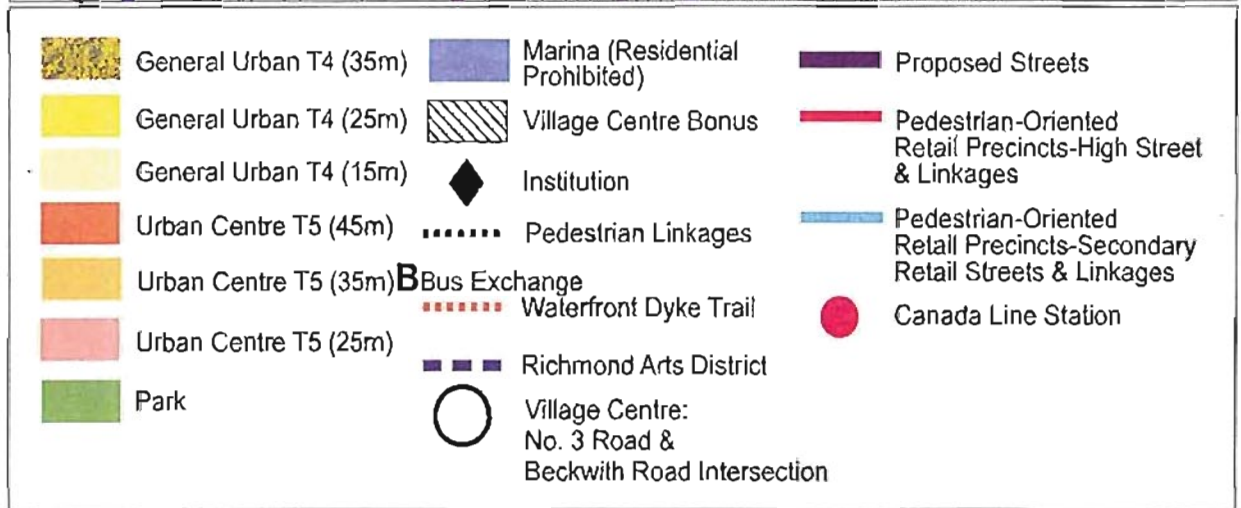 General Urban T4 (35m)
General Urban T4 (25m)
General Urban T4 (15m)
Urban Centre T5 (45m)
Urban Centre T5 (35m)
Urban Centre T5 (25m)
Park
Marina (Residential
Prohibited)
Village Centre Bonus
Institution
Pedestrian Linkages
B Bus Exchange
Waterfront Dyke Trail
Richmond Arts District
Village Centre:
No. 3 Road &
Beckwith Road Intersection
Proposed Streets
Pedestrian-Oriented
Retail Precincts-High Street
& Linkages
Pedestrian-Oriented
Retail Precincts-Secondary
Retail Streets & Linkages
Canada Line Station